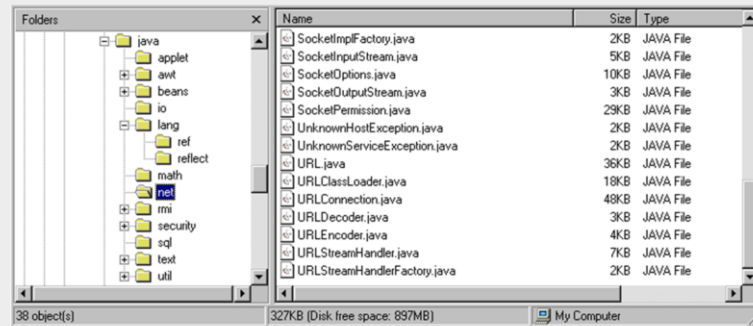 Folders
java
applet
awt
beans
io
lang
ref
reflect
math
net
rmi
security
sql
text
util
Name Size Type
SocketImplFactory.java 2KB JAVA File
SocketInputStream.java 5KB JAVA File
SocketOptions.java 10KB JAVA File
SocketOutputStream.java 3KB JAVA File
SocketPermission.java 29KB JAVA File
UnknownHostException.java 2KB JAVA File
UnknownServiceException.java 2KB JAVA File
URL.java 36KB JAVA File
URLClassLoader.java 18KB JAVA File
URLConnection.java 48KB JAVA File
URLDecoder.java 3KB JAVA File
URLEncoder.java 4KB JAVA File
URLStreamHandler.java 7KB JAVA File
URLStreamHandlerFactory.java 2KB JAVA File
38 object(s) 327KB (Disk free space: 897MB) My Computer